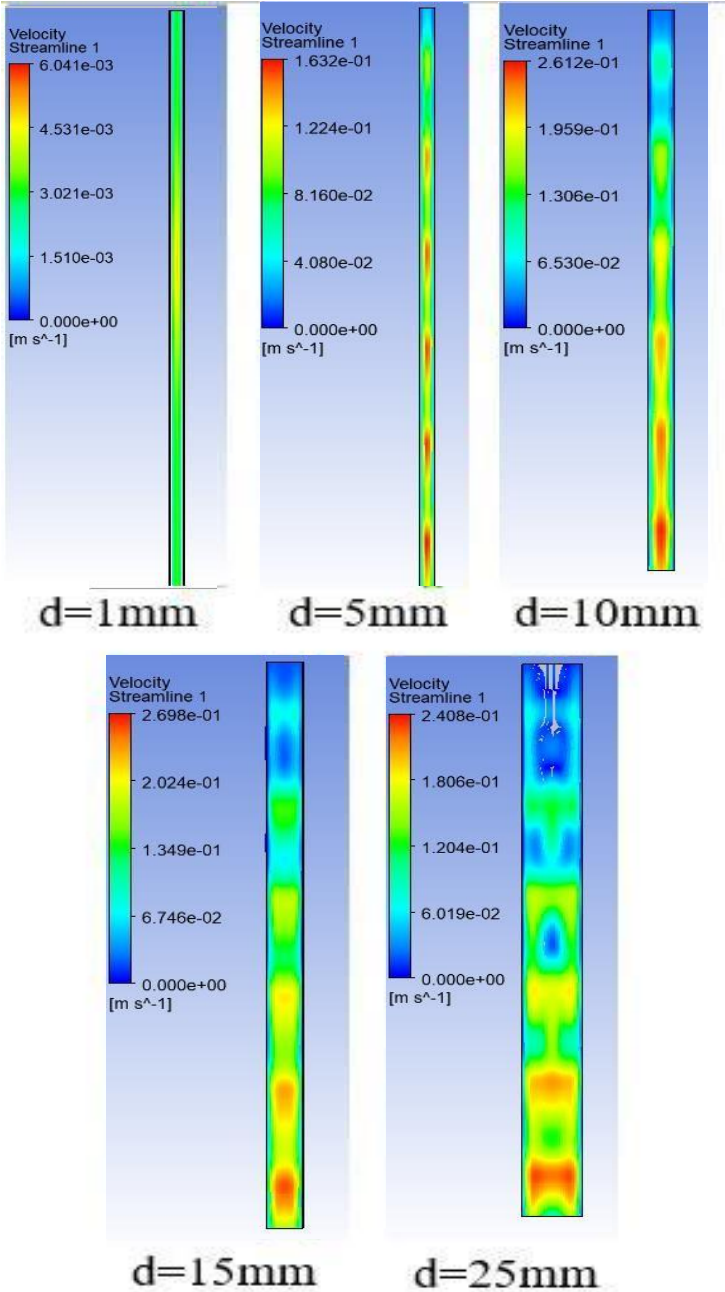 Velocity
Streamline 1
6.041e-03
4.531e-03
3.021e-03
1.510e-03
0.000e+00
[m s^-1]
d=1mm
Velocity
Streamline 1
1.632e-01
1.224e-01
8.160e-02
4.080e-02
0.000e+00
[m s^-1]
d=5mm
Velocity
Streamline 1
2.612e-01
1.959e-01
1.306e-01
6.530e-02
0.000e+00
[m s^-1]
d=10mm
Velocity
Streamline 1
2.698e-01
2.024e-01
1.349e-01
6.746e-02
0.000e+00
[m s^-1]
d=15mm
Velocity
Streamline 1
2.408e-01
1.806e-01
1.204e-01
6.019e-02
0.000e+00
[m s^-1]
d=25mm